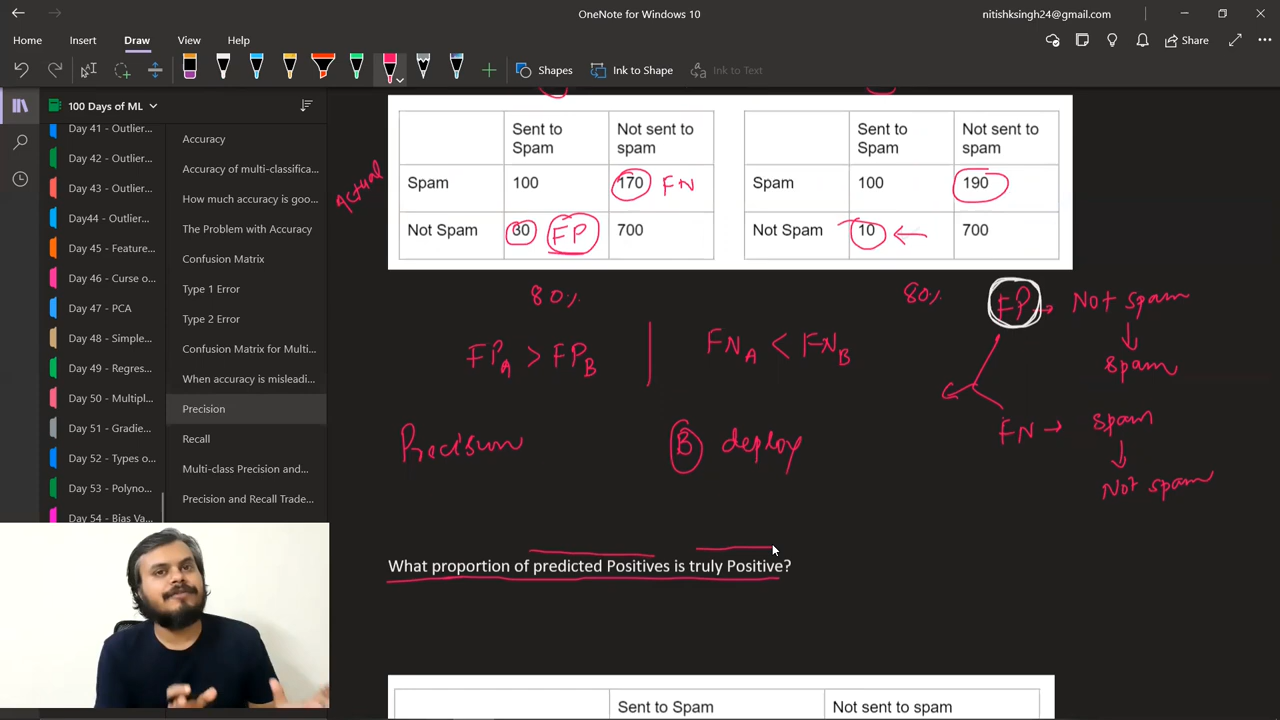 OneNote for Windows 10
nitishksingh24@gmail.com
Home Insert Draw View Help
Shapes Ink to Shape Ink to Text Share
100 Days of ML
Day 41 - Outlier...
Day 42 - Outlier...
Day 43 - Outlier...
Day44 - Outlier...
Day 45 - Feature...
Day 46 - Curse o...
Day 47 - PCA
Day 48 - Simple...
Day 49 - Regres...
Day 50 - Multipl...
Day 51 - Gradie...
Day 52 - Types o...
Day 53 - Polyno...
Day 54 - Bias Va...
Accuracy
Accuracy of multi-classifica...
How much accuracy is goo...
The Problem with Accuracy
Confusion Matrix
Type 1 Error
Type 2 Error
Confusion Matrix for Multi...
When accuracy is misleadi...
Precision
Recall
Multi-class Precision and...
Precision and Recall Trade...
Actual
Sent to Spam Not sent to spam
Spam 100 170 FN
Not Spam 30 FP 700
Sent to Spam Not sent to spam
Spam 100 190
Not Spam 10 700
80% 80%
FP → Not spam
↓
spam
FPA > FPB FNA < FNB
FN → spam
↓
Not spam
Precision B deploy
What proportion of predicted Positives is truly Positive?
Sent to Spam Not sent to spam